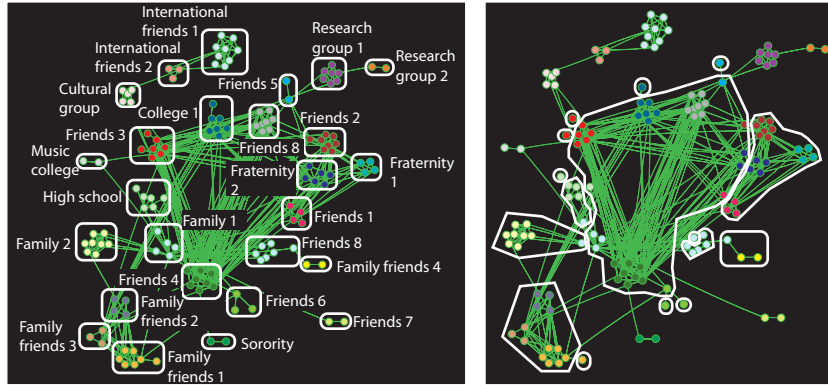 International
friends 1
International
friends 2
Research
group 1
Research
group 2
Cultural
group
Friends 5
College 1
Friends 3
Friends 2
Friends 8
Music
college
Fraternity
2
Fraternity
1
High school
Family 1
Friends 1
Family 2
Friends 8
Family friends 4
Friends 4
Family
friends 2
Friends 6
Family
friends 3
Friends 7
Sorority
Family
friends 1